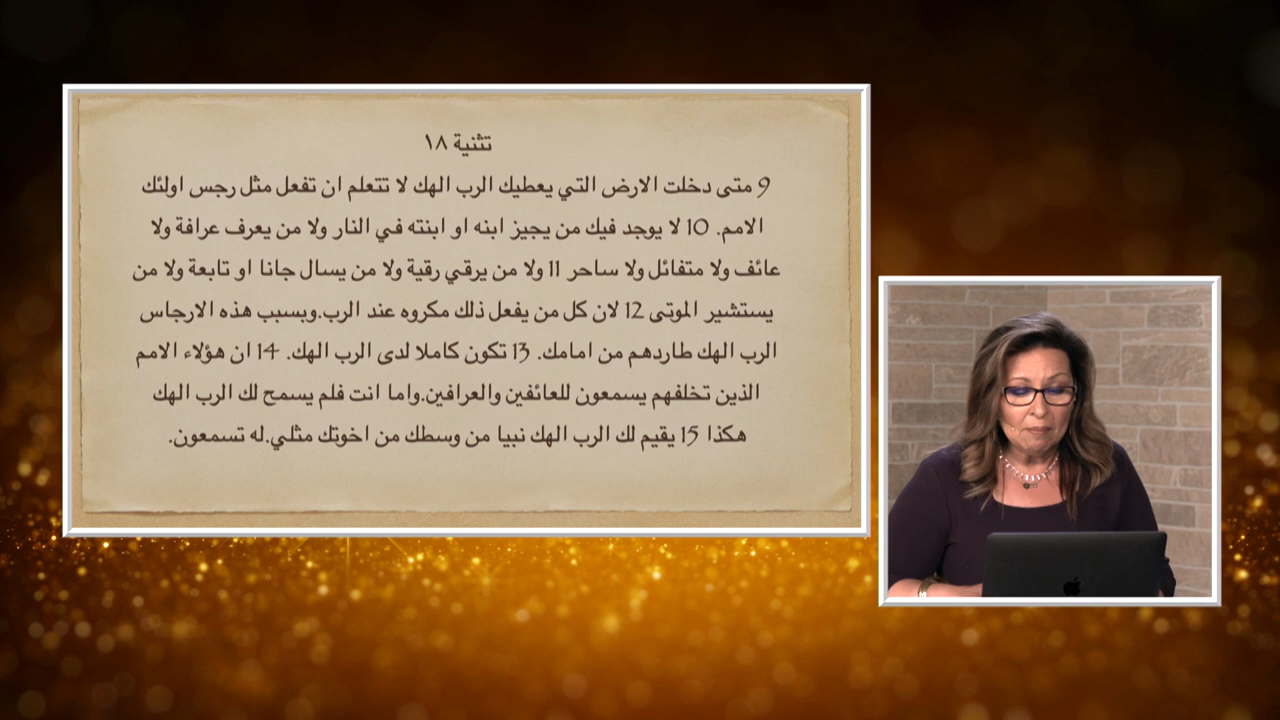 تثنية ١٨
9 متى دخلت الارض التي يعطيك الرب الهك لا تتعلم ان تفعل مثل رجس اولئك
الامم. 10 لا يوجد فيك من يجيز ابنه او ابنته في النار ولا من يعرف عرافة ولا
عائف ولا متفائل ولا ساحر 11 ولا من يرقي رقية ولا من يسال جانا او تابعة ولا من
يستشير الموتى 12 لان كل من يفعل ذلك مكروه عند الرب.وبسبب هذه الارجاس
الرب الهك طاردهم من امامك. 13 تكون كاملا لدى الرب الهك. 14 ان هؤلاء الامم
الذين تخلفهم يسمعون للعائفين والعرافين.واما انت فلم يسمح لك الرب الهك
هكذا 15 يقيم لك الرب الهك نبيا من وسطك من اخوتك مثلي.له تسمعون.